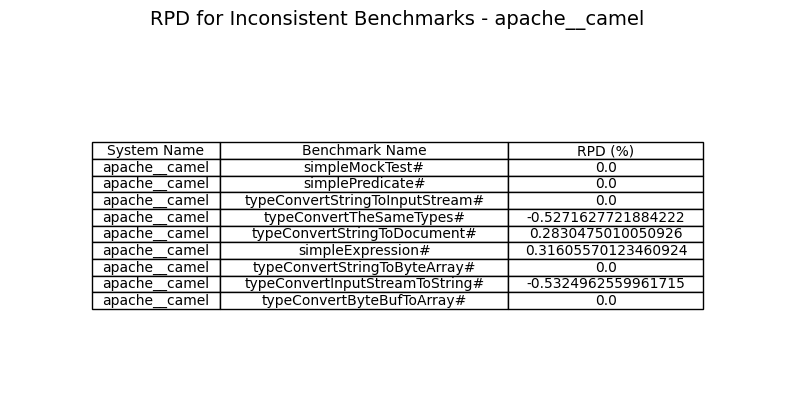 RPD for Inconsistent Benchmarks - apache__camel
System Name Benchmark Name RPD (%)
apache__camel simpleMockTest# 0.0
apache__camel simplePredicate# 0.0
apache__camel typeConvertStringToInputStream# 0.0
apache__camel typeConvertTheSameTypes# -0.5271627721884222
apache__camel typeConvertStringToDocument# 0.2830475010050926
apache__camel simpleExpression# 0.31605570123460924
apache__camel typeConvertStringToByteArray# 0.0
apache__camel typeConvertInputStreamToString# -0.5324962559961715
apache__camel typeConvertByteBufToArray# 0.0